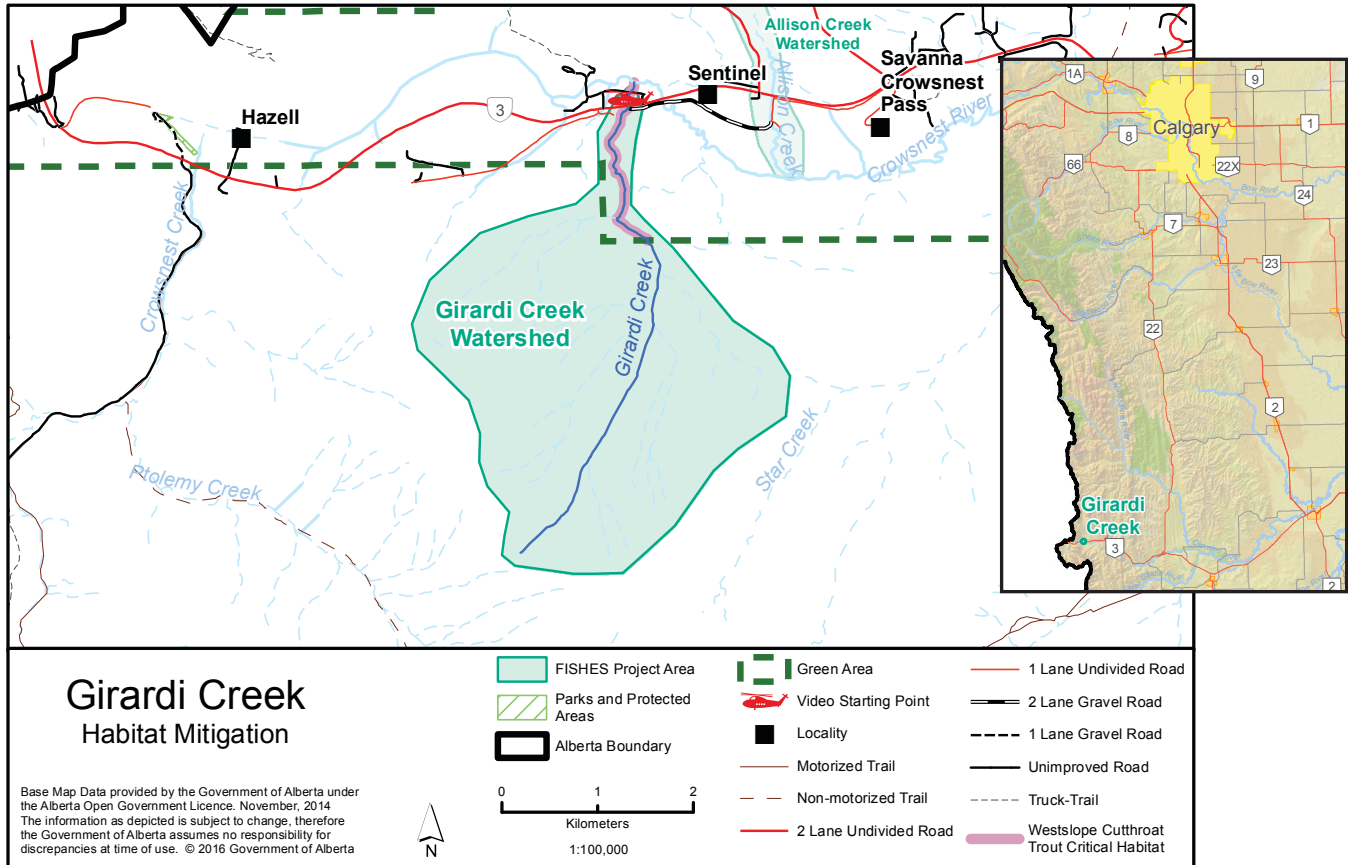 Allison Creek
Watershed
Savanna
Crowsnest
Pass
Sentinel
Hazell
3
Allison Creek
Crowsnest River
Crowsnest Creek
Girardi Creek
Watershed
Girardi Creek
Star Creek
Ptolemy Creek
1A
9
Calgary
1
8
66
22X
Bow River
24
7
23
22
2
Girardi
Creek
3
2
Girardi Creek
Habitat Mitigation
Base Map Data provided by the Government of Alberta under
the Alberta Open Government Licence. November, 2014
The information as depicted is subject to change, therefore
the Government of Alberta assumes no responsibility for
discrepancies at time of use. © 2016 Government of Alberta
N
FISHES Project Area
Parks and Protected
Areas
Alberta Boundary
0 1 2
Kilometers
1:100,000
Green Area
Video Starting Point
Locality
Motorized Trail
Non-motorized Trail
2 Lane Undivided Road
1 Lane Undivided Road
2 Lane Gravel Road
1 Lane Gravel Road
Unimproved Road
Truck-Trail
Westslope Cutthroat
Trout Critical Habitat